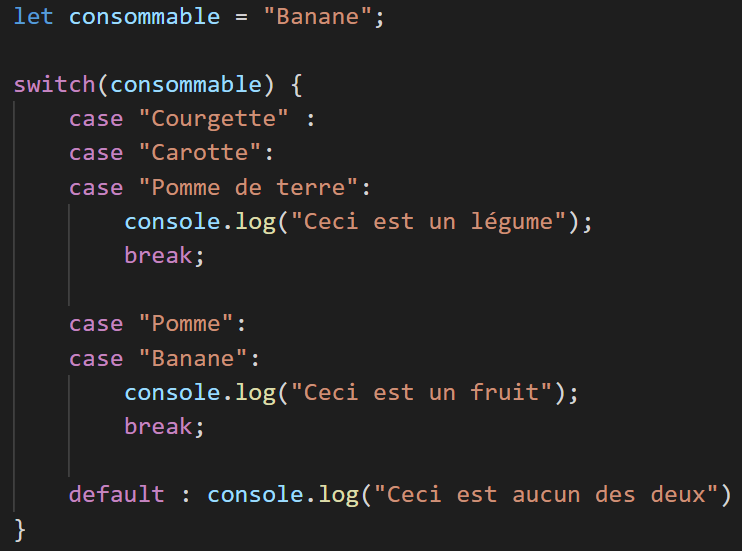 let consommable = "Banane";
switch(consommable) {
case "Courgette" :
case "Carotte":
case "Pomme de terre":
console.log("Ceci est un légume");
break;
case "Pomme":
case "Banane":
console.log("Ceci est un fruit");
break;
default : console.log("Ceci est aucun des deux")
}